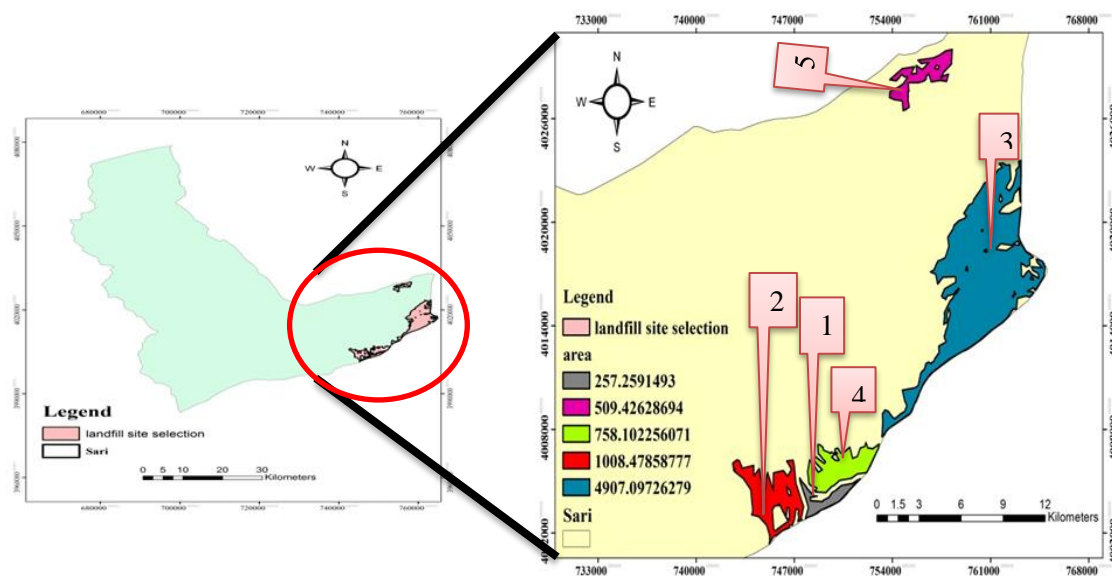 680000 700000 720000 740000 760000
N
W E
S
Legend
landfill site selection
Sari
0 5 10 20 30
Kilometers
680000 700000 720000 740000 760000
733000 740000 747000 754000 761000 768000
N
W E
S
5
3
2
1
4
4026000
4020000
4014000
4008000
4002000
Legend
landfill site selection
area
257.2591493
509.42628694
758.102256071
1008.47858777
4907.09726279
Sari
0 1.5 3 6 9 12
Kilometers
733000 740000 747000 754000 761000 768000